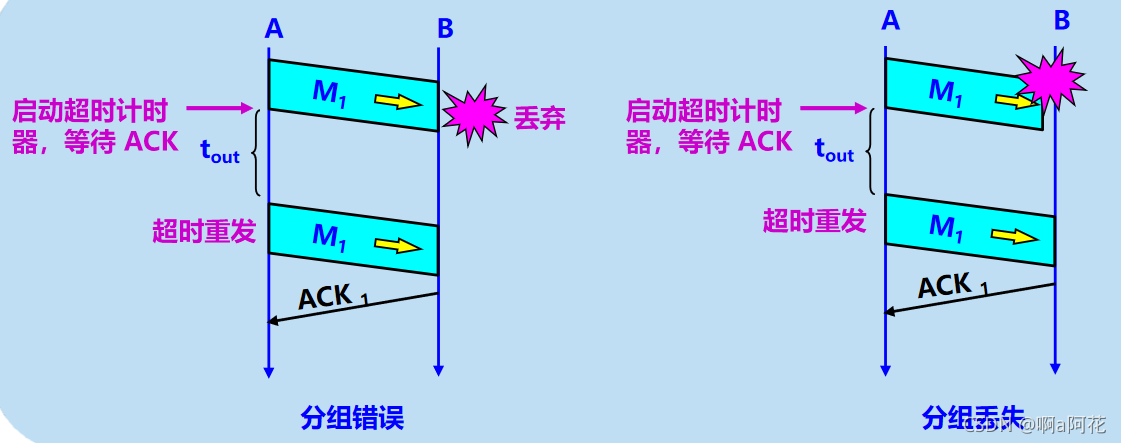 A
B
M1
启动超时计时
器，等待 ACK
丢弃
tout
超时重发
M1
ACK 1
分组错误
A
B
M1
启动超时计时
器，等待 ACK
tout
超时重发
M1
ACK 1
分组丢失
CSDN @啊a阿花